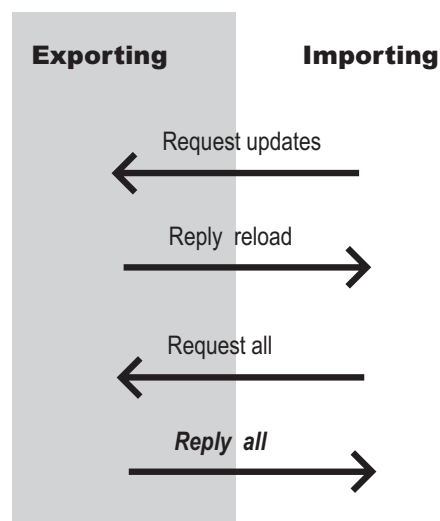 Exporting Importing
Request updates
Reply reload
Request all
Reply all